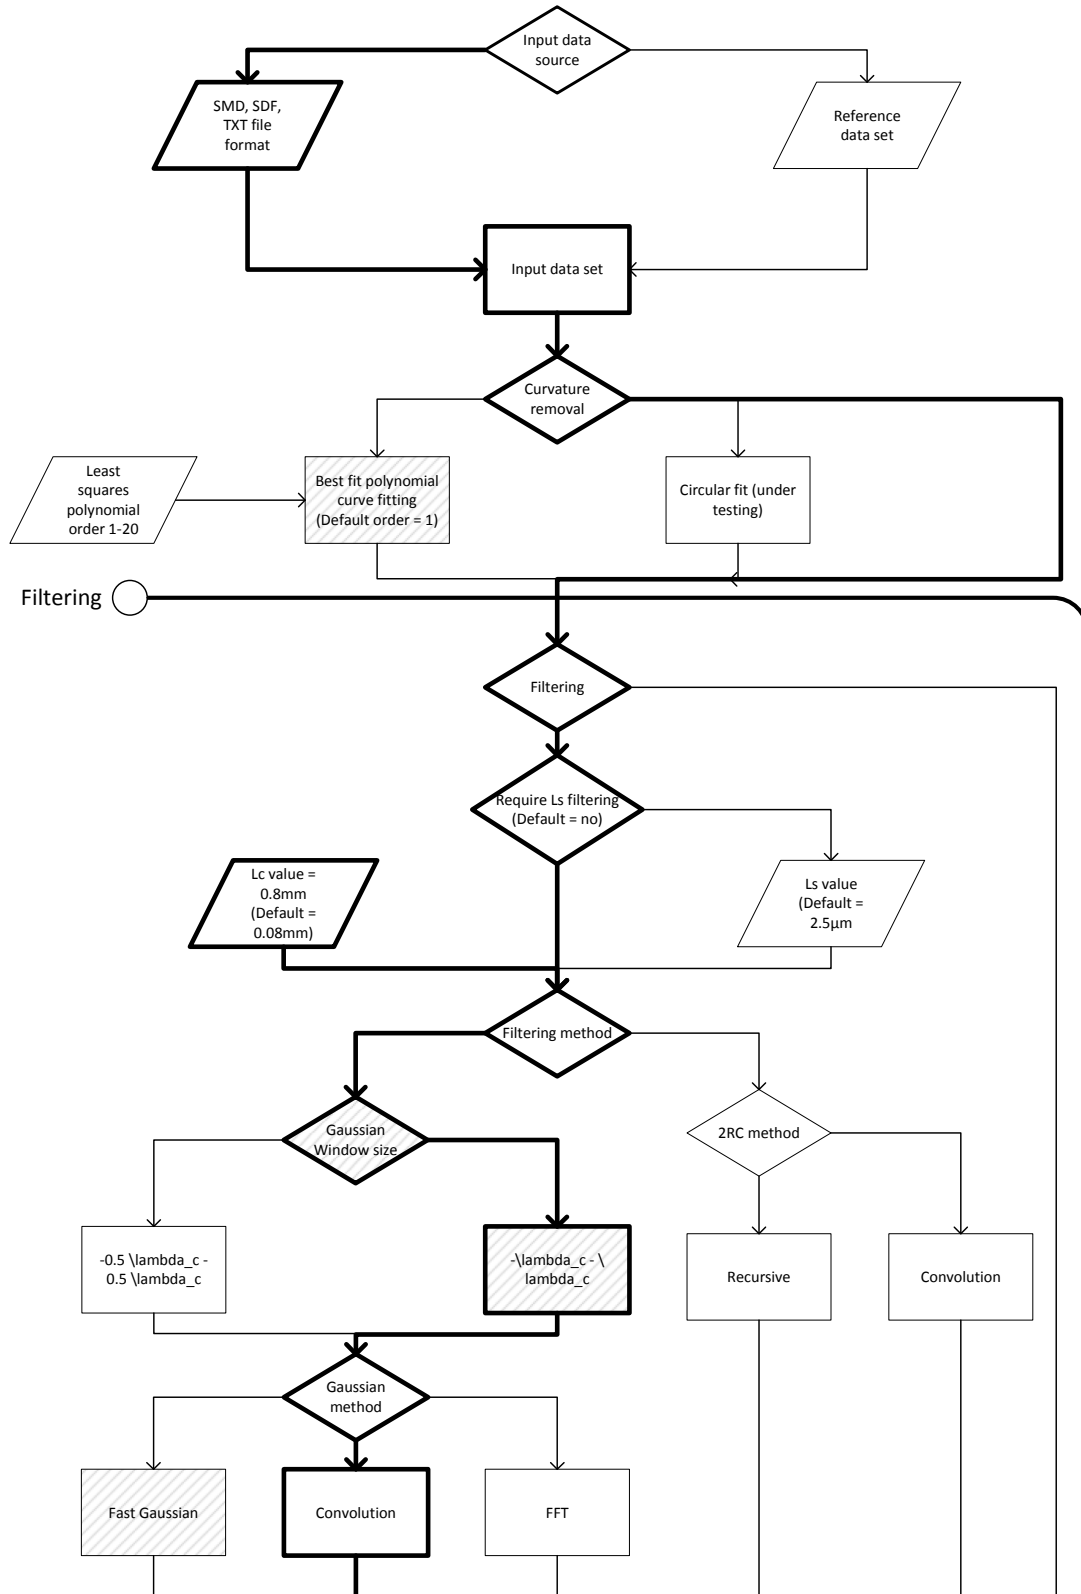 Input data
source
SMD, SDF,
TXT file
format
Reference
data set
Input data set
Curvature
removal
Least
squares
polynomial
order 1-20
Best fit polynomial
curve fitting
(Default order = 1)
Circular fit (under
testing)
Filtering
Filtering
Require Ls filtering
(Default = no)
Lc value =
0.8mm
(Default =
0.08mm)
Ls value
(Default =
2.5µm
Filtering method
Gaussian
Window size
2RC method
-0.5 \lambda_c -
0.5 \lambda_c
-\lambda_c - \
lambda_c
Recursive
Convolution
Gaussian
method
Fast Gaussian
Convolution
FFT